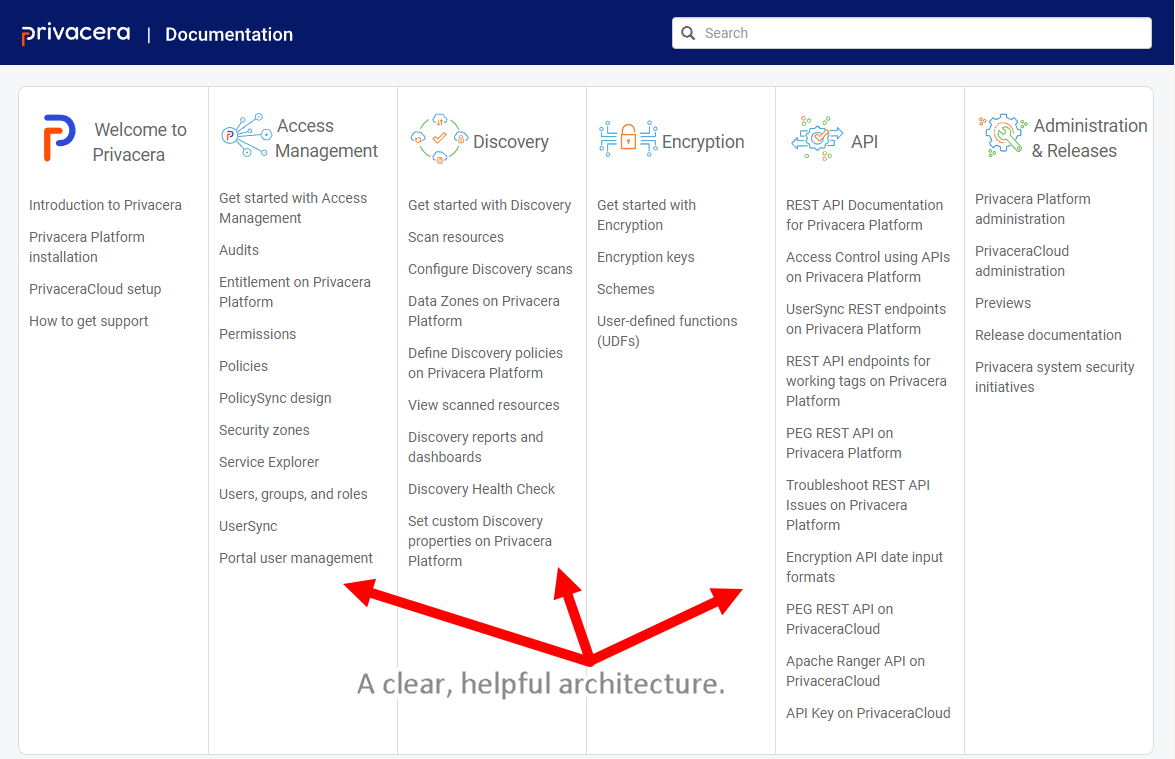 privacera | Documentation
Search
Welcome to
Privacera
Introduction to Privacera
Privacera Platform
installation
PrivaceraCloud setup
How to get support
Access
Management
Get started with Access
Management
Audits
Entitlement on Privacera
Platform
Permissions
Policies
PolicySync design
Security zones
Service Explorer
Users, groups, and roles
UserSync
Portal user management
Discovery
Get started with Discovery
Scan resources
Configure Discovery scans
Data Zones on Privacera
Platform
Define Discovery policies
on Privacera Platform
View scanned resources
Discovery reports and
dashboards
Discovery Health Check
Set custom Discovery
properties on Privacera
Platform
Encryption
Get started with
Encryption
Encryption keys
Schemes
User-defined functions
(UDFs)
API
REST API Documentation
for Privacera Platform
Access Control using APIs
on Privacera Platform
UserSync REST endpoints
on Privacera Platform
REST API endpoints for
working tags on Privacera
Platform
PEG REST API on
Privacera Platform
Troubleshoot REST API
Issues on Privacera
Platform
Encryption API date input
formats
PEG REST API on
PrivaceraCloud
Apache Ranger API on
PrivaceraCloud
API Key on PrivaceraCloud
Administration
& Releases
Privacera Platform
administration
PrivaceraCloud
administration
Previews
Release documentation
Privacera system security
initiatives
A clear, helpful architecture.